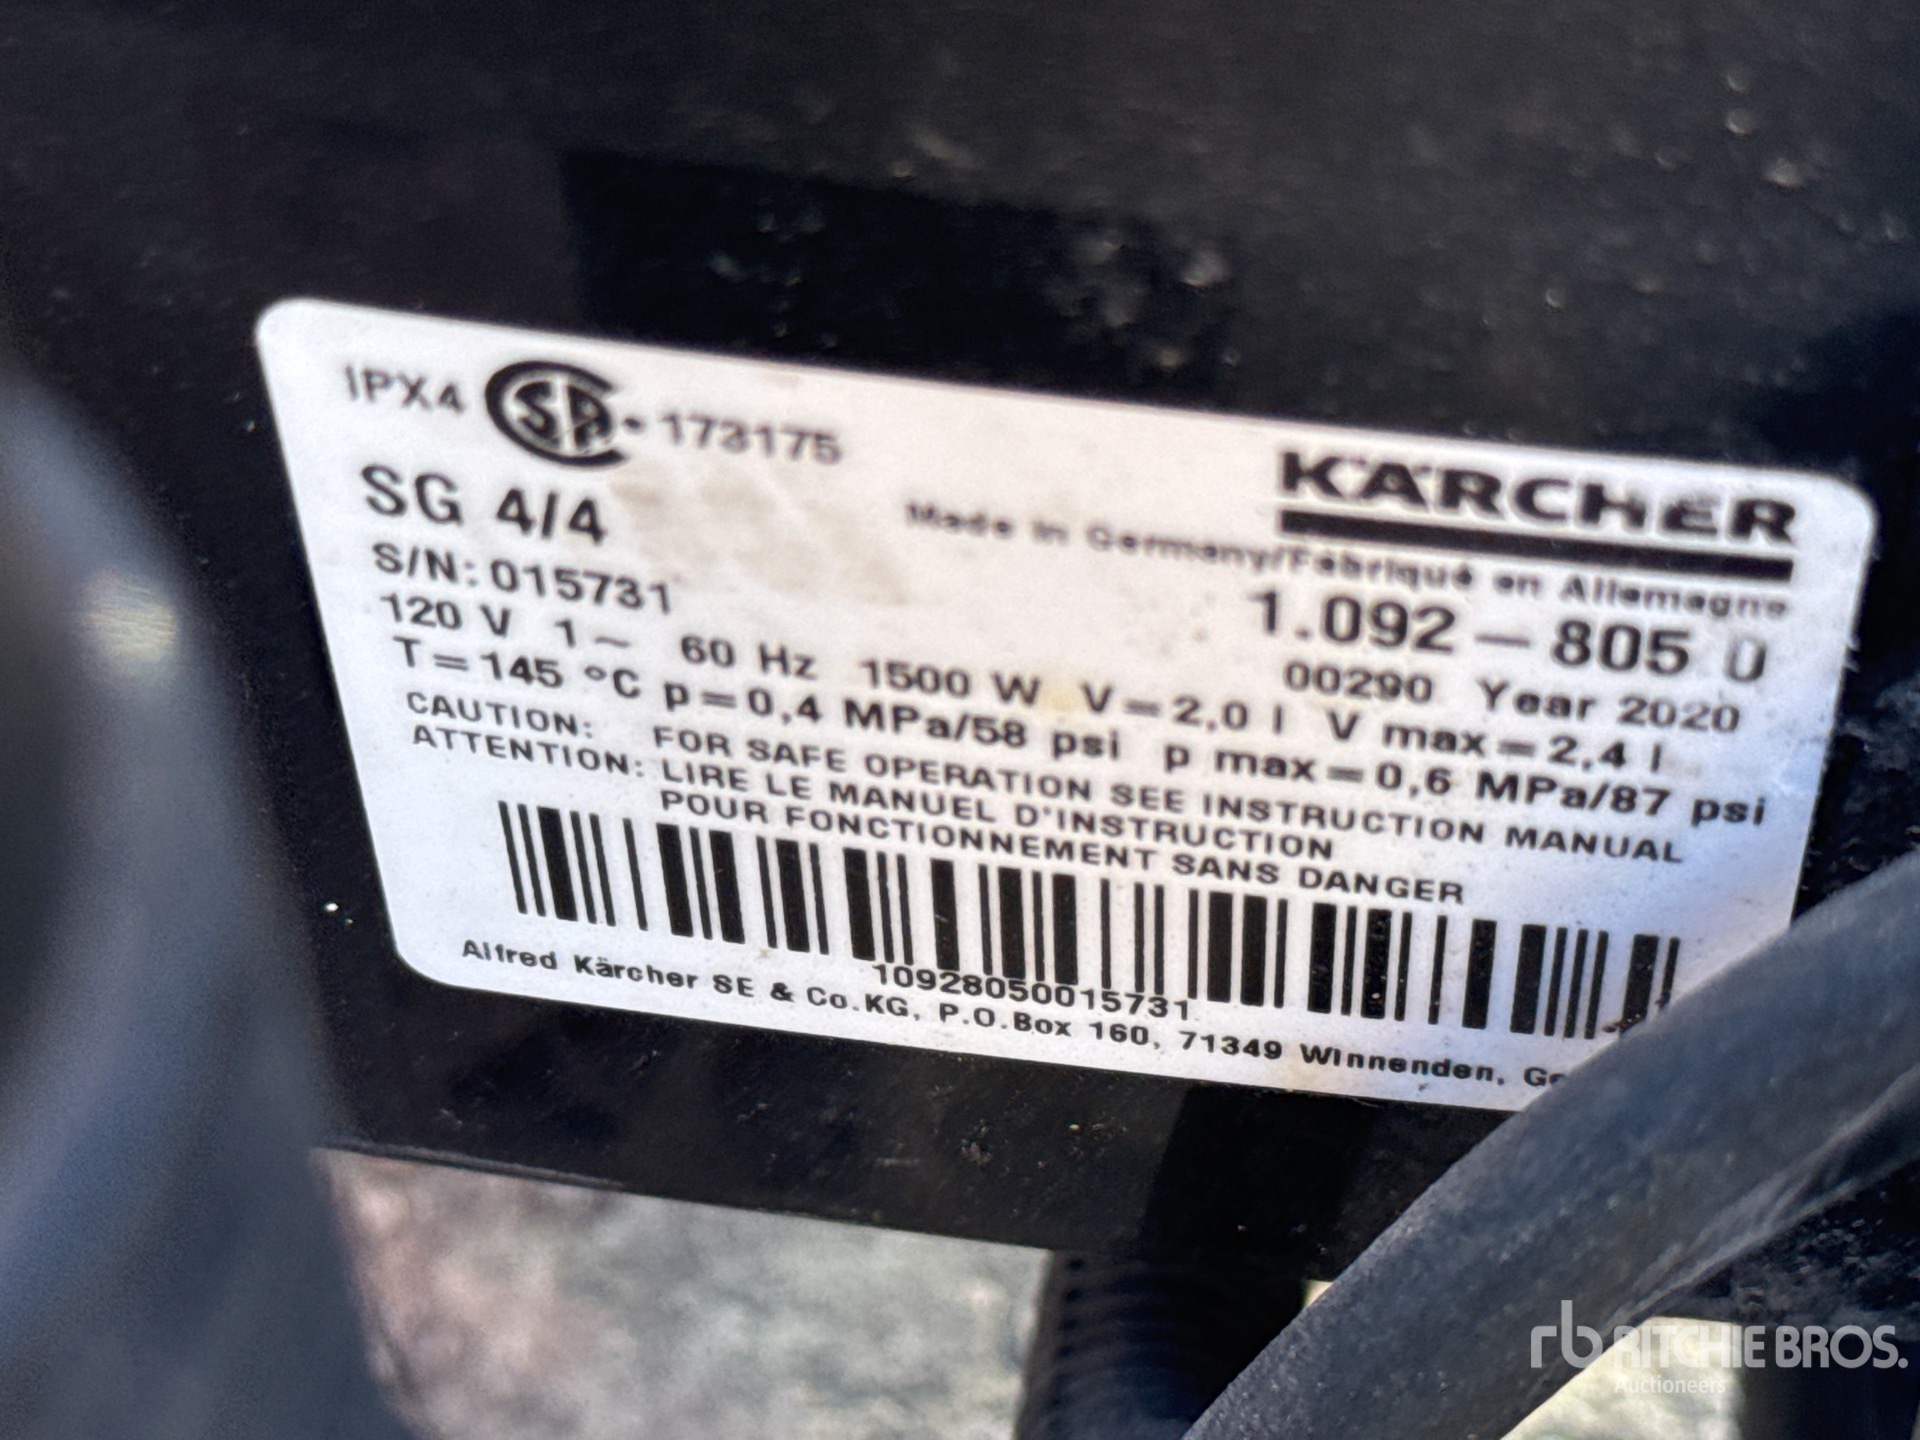 IPX4 CSA • 173175
KÄRCHER
SG 4/4
Made in Germany/Fabriqué en Allemagne
S/N: 015731
1.092-805 0
120 V 1~ 60 Hz 1500 W
00290 Year 2020
V=2,0 l V max=2,4 l
T=145 °C p=0,4 MPa/58 psi p max=0,6 MPa/87 psi
CAUTION: FOR SAFE OPERATION SEE INSTRUCTION MANUAL
ATTENTION: LIRE LE MANUEL D'INSTRUCTION
POUR FONCTIONNEMENT SANS DANGER
10928050015731
Alfred Kärcher SE & Co.KG, P.O.Box 160, 71349 Winnenden,
rb RITCHIE BROS.
Auctioneers